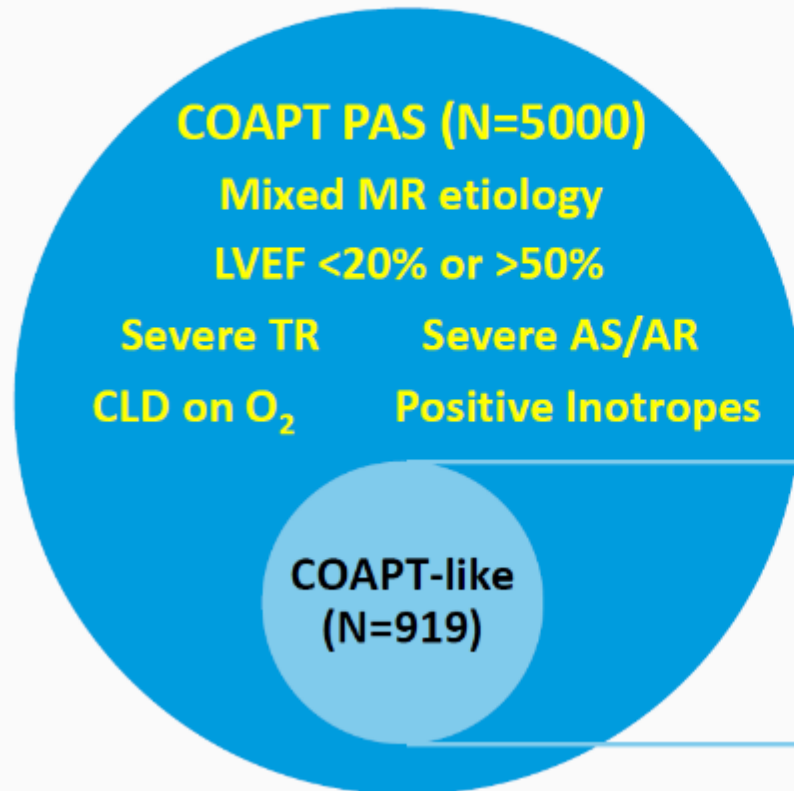 COAPT PAS (N=5000)
Mixed MR etiology
LVEF <20% or >50%
Severe TR Severe AS/AR
CLD on O₂ Positive Inotropes
COAPT-like
(N=919)